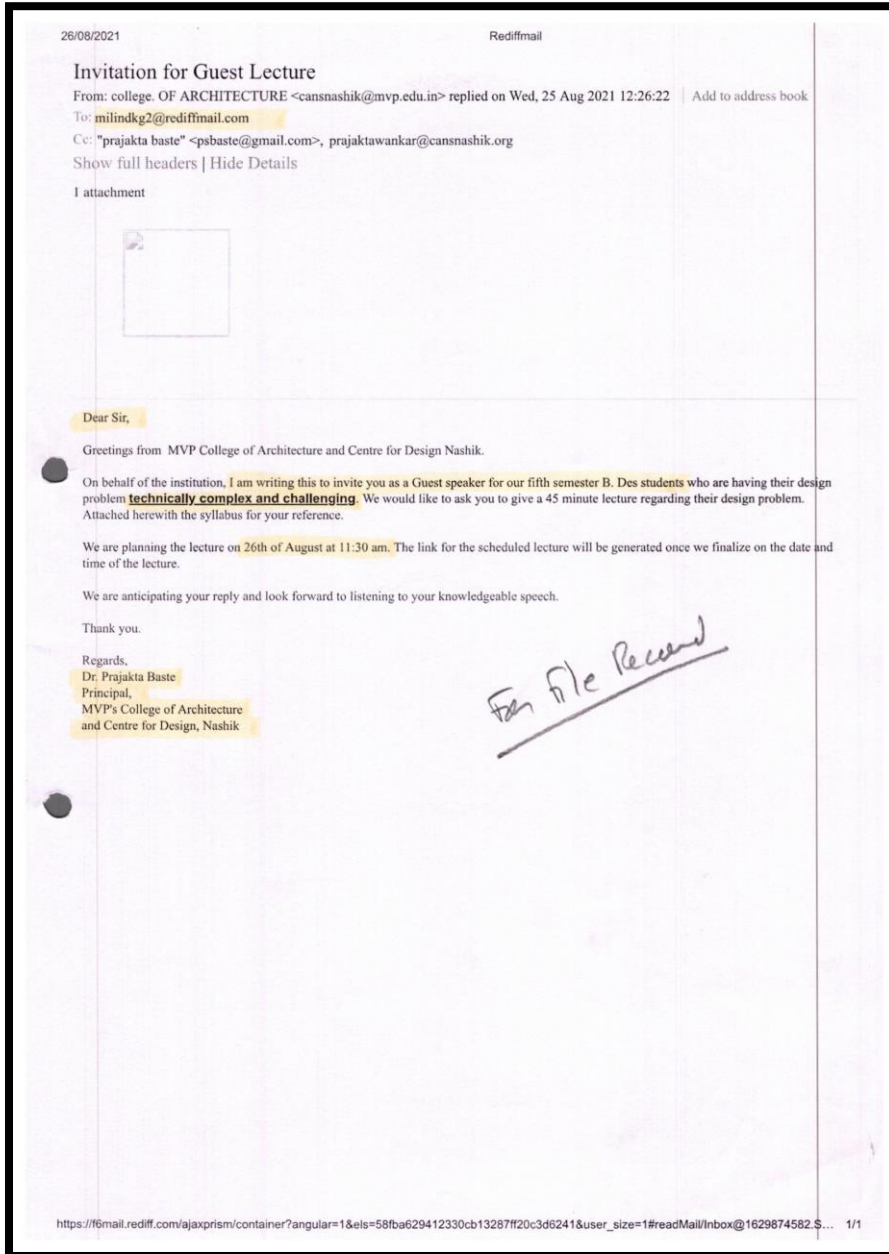 26/08/2021 Rediffmail
Invitation for Guest Lecture
From: college. OF ARCHITECTURE <cansnashik@mvp.edu.in> replied on Wed, 25 Aug 2021 12:26:22 | Add to address book
To: milindkg2@rediffmail.com
Cc: "prajakta baste" <psbaste@gmail.com>, prajaktawankar@cansnashik.org
Show full headers | Hide Details
1 attachment
Dear Sir,
Greetings from MVP College of Architecture and Centre for Design Nashik.
On behalf of the institution, I am writing this to invite you as a Guest speaker for our fifth semester B. Des students who are having their design
problem technically complex and challenging. We would like to ask you to give a 45 minute lecture regarding their design problem.
Attached herewith the syllabus for your reference.
We are planning the lecture on 26th of August at 11:30 am. The link for the scheduled lecture will be generated once we finalize on the date and
time of the lecture.
We are anticipating your reply and look forward to listening to your knowledgeable speech.
Thank you.
Regards,
Dr. Prajakta Baste
Principal,
MVP's College of Architecture
and Centre for Design, Nashik
For File Record
https://f6mail.rediff.com/ajaxprism/container?angular=1&els=58fba629412330cb13287ff20c3d6241&user_size=1#readMail/Inbox@1629874582.S... 1/1